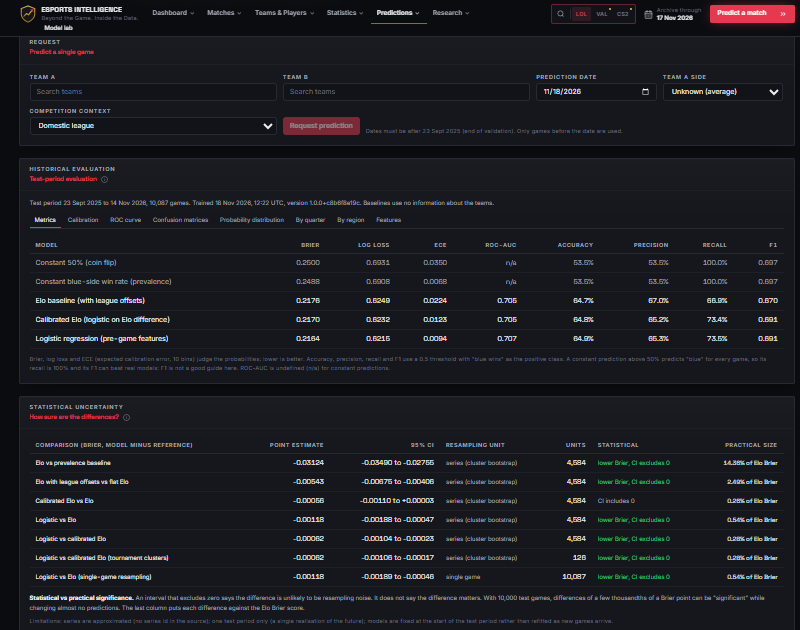 ESPORTS INTELLIGENCE
Beyond the Game. Inside the Data.
Model lab
Dashboard Matches Teams & Players Statistics Predictions Research
LOL VAL CS2
Archive through
17 Nov 2026
Predict a match »
REQUEST
Predict a single game
TEAM A TEAM B PREDICTION DATE TEAM A SIDE
Search teams Search teams 11/18/2026 Unknown (average)
COMPETITION CONTEXT
Domestic league Request prediction Dates must be after 23 Sept 2025 (end of validation). Only games before the date are used.
HISTORICAL EVALUATION
Test-period evaluation
Test period 23 Sept 2025 to 14 Nov 2026, 10,087 games. Trained 18 Nov 2026, 12:22 UTC, version 1.0.0+c8b6f8a19c. Baselines use no information about the teams.
Metrics Calibration ROC curve Confusion matrices Probability distribution By quarter By region Features
MODEL BRIER LOG LOSS ECE ROC-AUC ACCURACY PRECISION RECALL F1
Constant 50% (coin flip) 0.2500 0.6931 0.0350 n/a 53.5% 53.5% 100.0% 0.697
Constant blue-side win rate (prevalence) 0.2488 0.6908 0.0068 n/a 53.5% 53.5% 100.0% 0.697
Elo baseline (with league offsets) 0.2176 0.6249 0.0224 0.705 64.7% 67.0% 66.9% 0.670
Calibrated Elo (logistic on Elo difference) 0.2170 0.6232 0.0123 0.705 64.8% 65.2% 73.4% 0.691
Logistic regression (pre-game features) 0.2164 0.6215 0.0094 0.707 64.9% 65.3% 73.5% 0.691
Brier, log loss and ECE (expected calibration error, 10 bins) judge the probabilities; lower is better. Accuracy, precision, recall and F1 use a 0.5 threshold with "blue wins" as the positive class. A constant prediction above 50% predicts "blue" for every game, so its
recall is 100% and its F1 can beat real models: F1 is not a good guide here. ROC-AUC is undefined (n/a) for constant predictions.
STATISTICAL UNCERTAINTY
How sure are the differences?
COMPARISON (BRIER, MODEL MINUS REFERENCE) POINT ESTIMATE 95% CI RESAMPLING UNIT UNITS STATISTICAL PRACTICAL SIZE
Elo vs prevalence baseline -0.03124 -0.03490 to -0.02755 series (cluster bootstrap) 4,584 lower Brier, CI excludes 0 14.36% of Elo Brier
Elo with league offsets vs flat Elo -0.00543 -0.00675 to -0.00406 series (cluster bootstrap) 4,584 lower Brier, CI excludes 0 2.49% of Elo Brier
Calibrated Elo vs Elo -0.00056 -0.00110 to +0.00003 series (cluster bootstrap) 4,584 CI includes 0 0.26% of Elo Brier
Logistic vs Elo -0.00118 -0.00188 to -0.00047 series (cluster bootstrap) 4,584 lower Brier, CI excludes 0 0.54% of Elo Brier
Logistic vs calibrated Elo -0.00062 -0.00104 to -0.00023 series (cluster bootstrap) 4,584 lower Brier, CI excludes 0 0.28% of Elo Brier
Logistic vs calibrated Elo (tournament clusters) -0.00062 -0.00106 to -0.00017 series (cluster bootstrap) 126 lower Brier, CI excludes 0 0.28% of Elo Brier
Logistic vs Elo (single-game resampling) -0.00118 -0.00189 to -0.00046 single game 10,087 lower Brier, CI excludes 0 0.54% of Elo Brier
Statistical vs practical significance. An interval that excludes zero says the difference is unlikely to be resampling noise. It does not say the difference matters. With 10,000 test games, differences of a few thousandths of a Brier point can be "significant" while
changing almost no predictions. The last column puts each difference against the Elo Brier score.
Limitations: series are approximated (no series id in the source); one test period only (a single realisation of the future); models are fixed at the start of the test period rather than refitted as new games arrive.